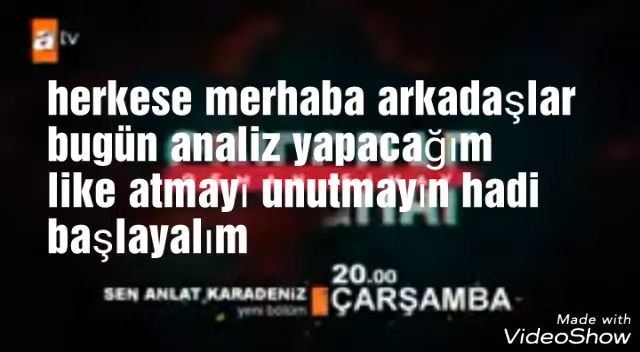 atv
herkese merhaba arkadaşlar
bugün analiz yapacağım
like atmayı unutmayın hadi
başlayalım
20.00
SEN ANLAT KARADENiZ ÇARŞAMBA
yeni bölüm
Made with
VideoShow